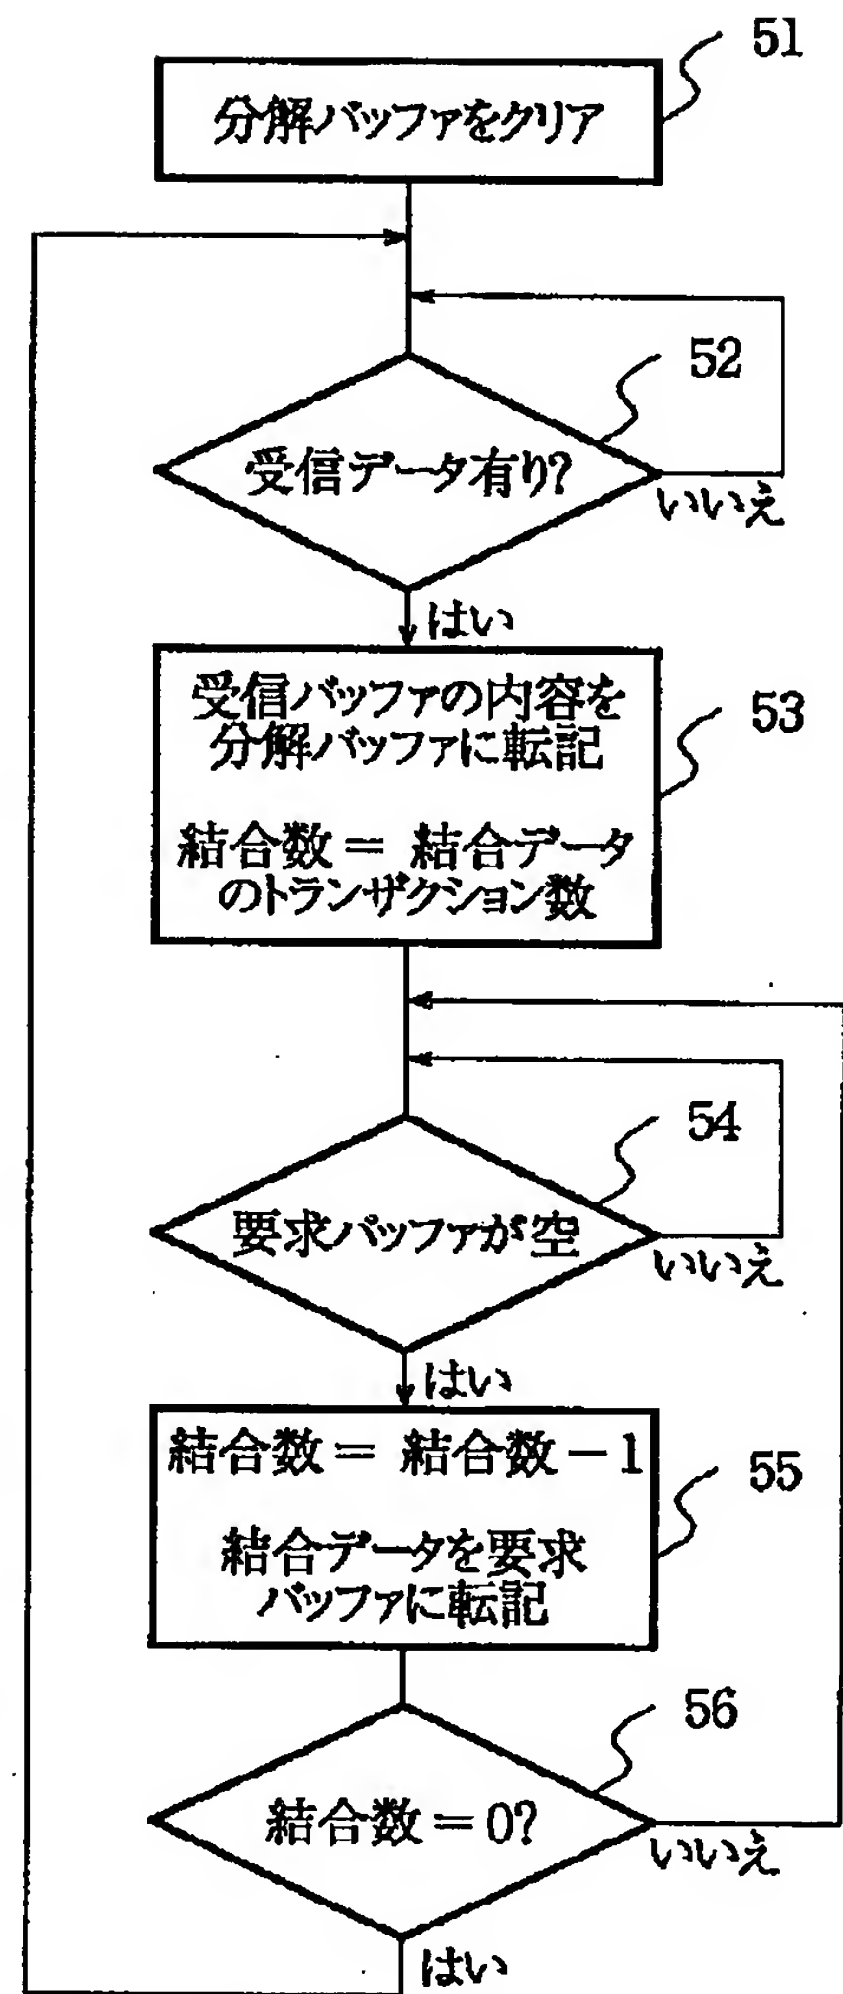 51
分解バッファをクリア
52
受信データ有り?
いいえ
はい
受信バッファの内容を
分解バッファに転記
53
結合数 = 結合データ
のトランザクション数
54
要求バッファが空
いいえ
はい
結合数 = 結合数 - 1
55
結合データを要求
バッファに転記
56
結合数 = 0?
いいえ
はい